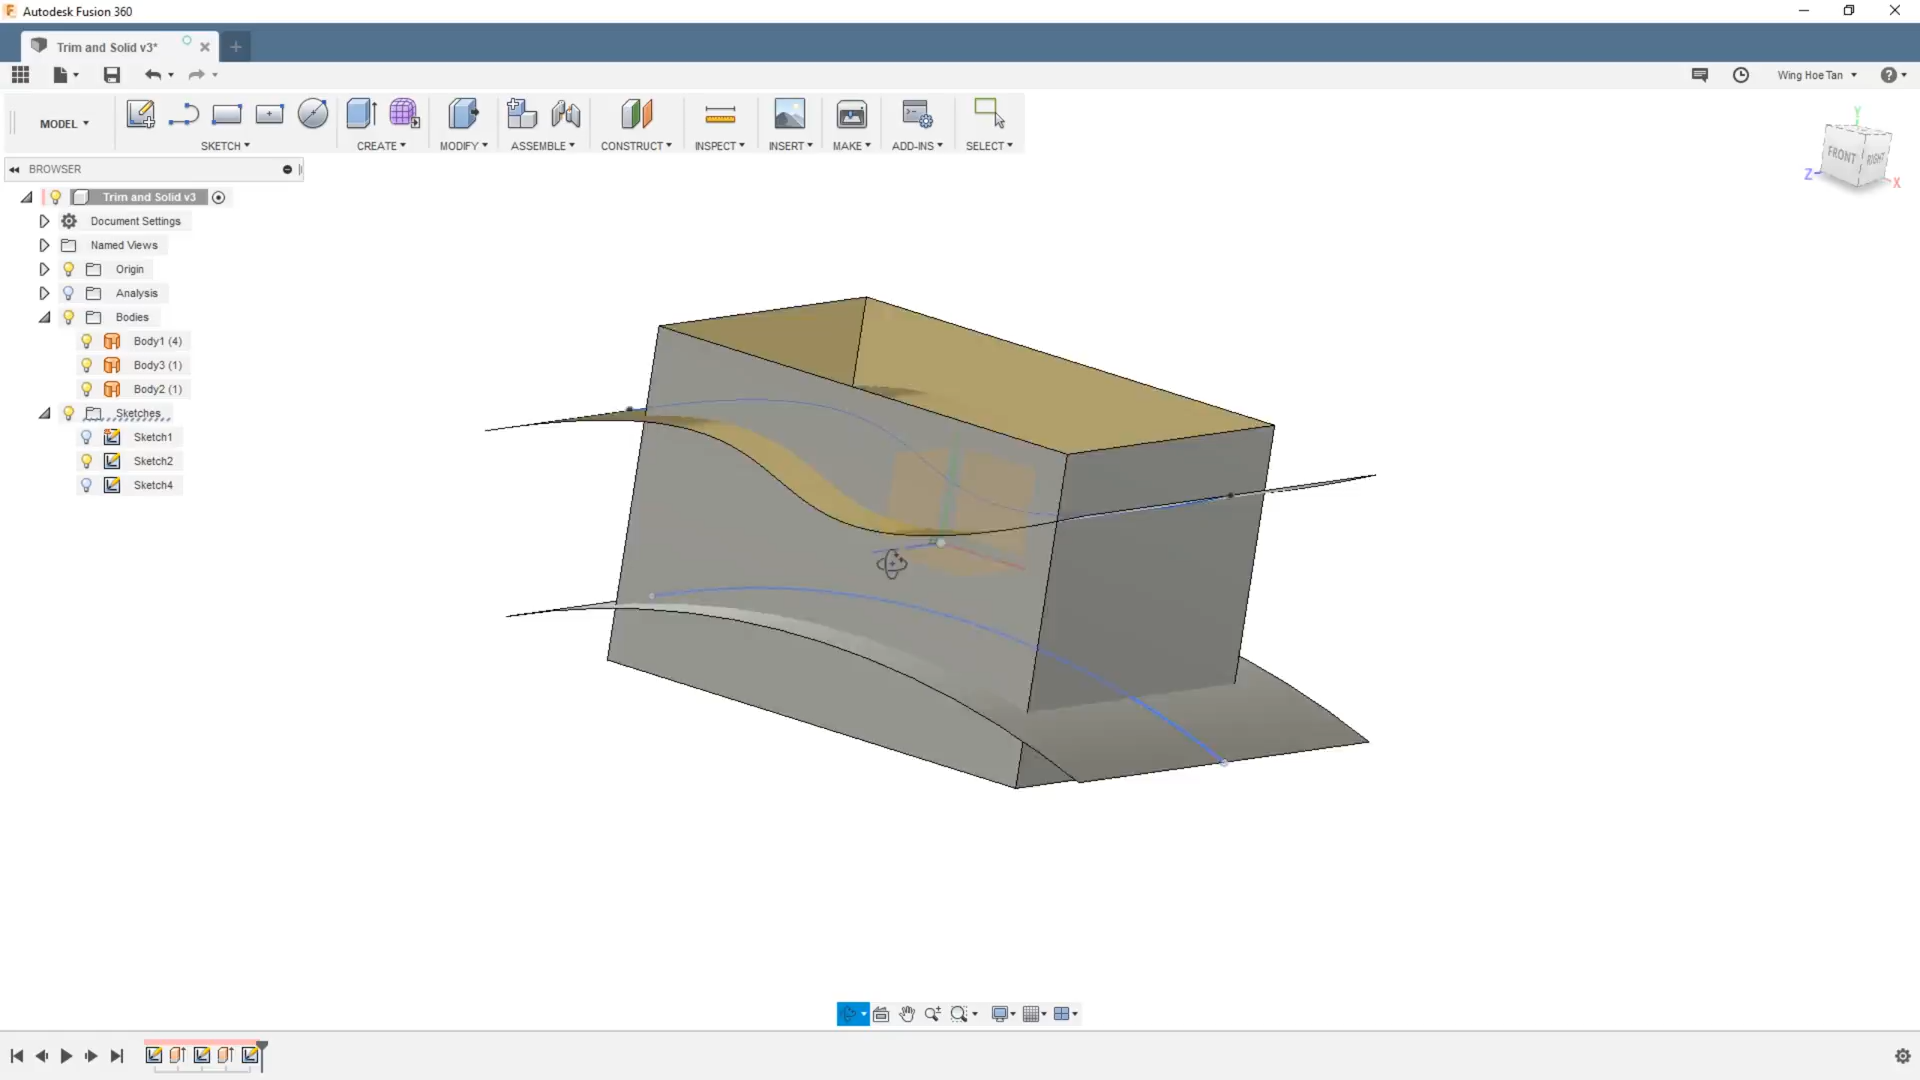 Autodesk Fusion 360
Trim and Solid v3*
Wing Hoe Tan
MODEL
SKETCH
CREATE
MODIFY
ASSEMBLE
CONSTRUCT
INSPECT
INSERT
MAKE
ADD-INS
SELECT
BROWSER
Trim and Solid v3
Document Settings
Named Views
Origin
Analysis
Bodies
Body1 (4)
Body3 (1)
Body2 (1)
Sketches
Sketch1
Sketch2
Sketch4
Y
FRONT
RIGHT
Z
X